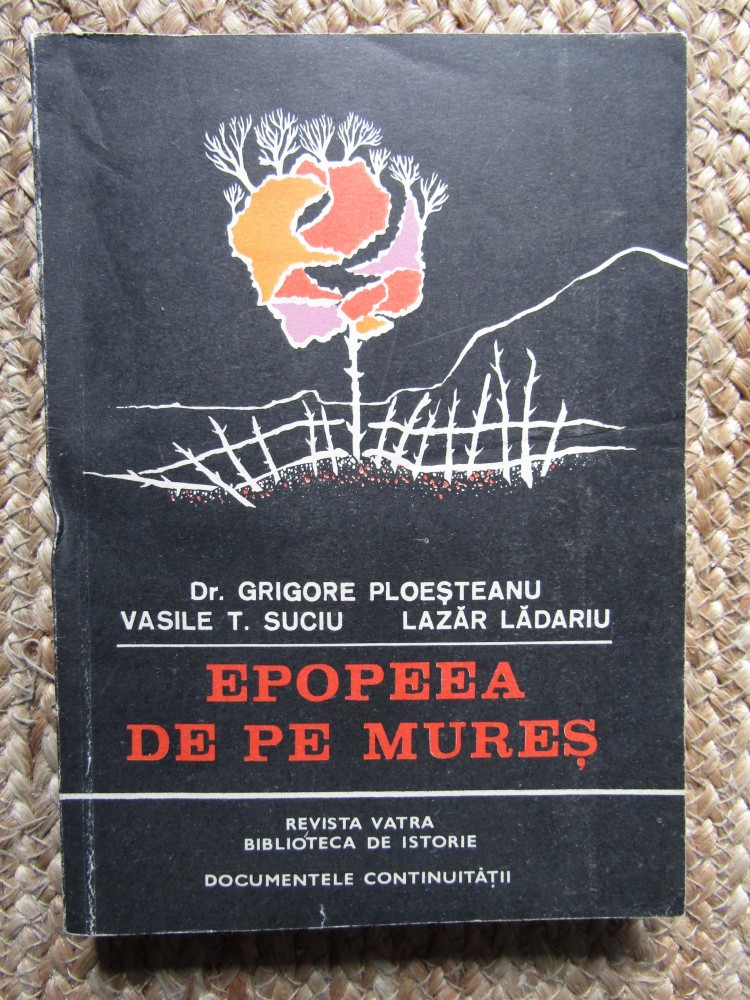 Dr. GRIGORE PLOEȘTEANU
VASILE T. SUCIU LAZĂR LĂDARIU
EPOPEEA
DE PE MUREȘ
REVISTA VATRA
BIBLIOTECA DE ISTORIE
DOCUMENTELE CONTINUITĂȚII